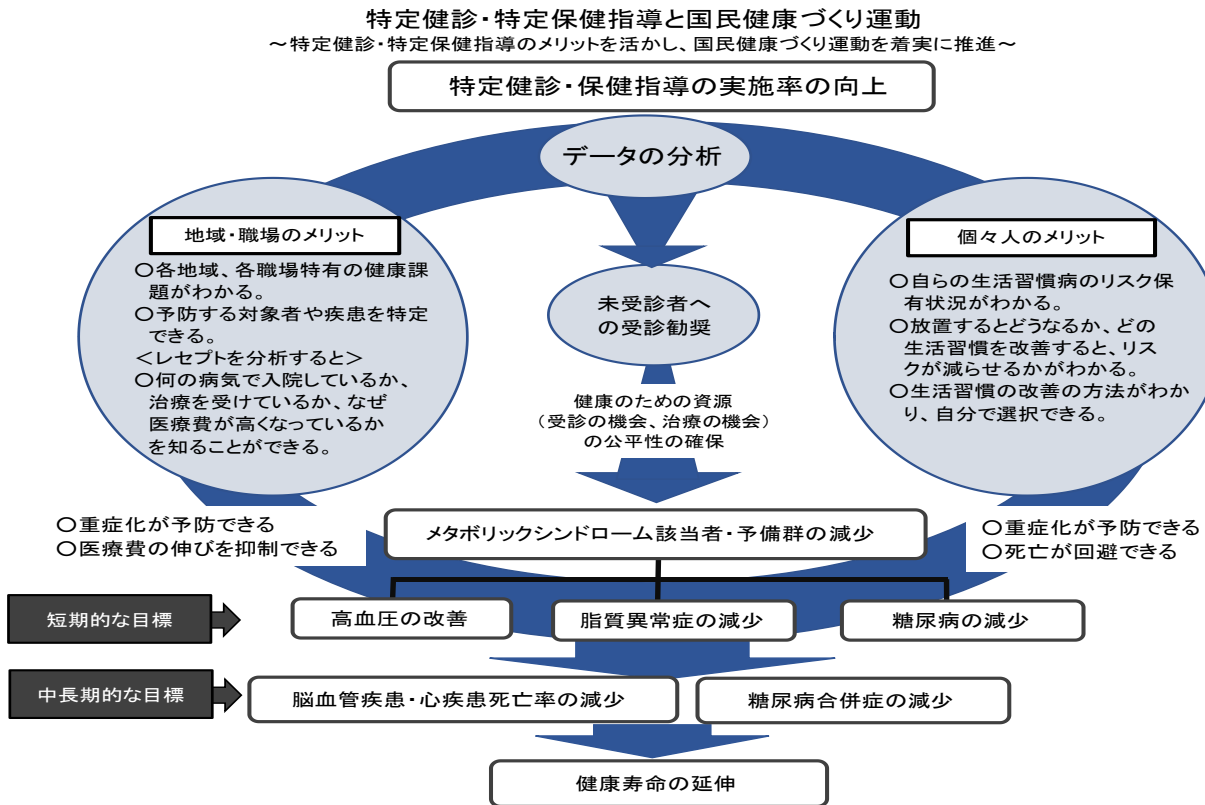 特定健診・特定保健指導と国民健康づくり運動
～特定健診・特定保健指導のメリットを活かし、国民健康づくり運動を着実に推進～
特定健診・保健指導の実施率の向上
データの分析
地域・職場のメリット
○各地域、各職場特有の健康課
題がわかる。
○予防する対象者や疾患を特定
できる。
＜レセプトを分析すると＞
○何の病気で入院しているか、
治療を受けているか、なぜ
医療費が高くなっているか
を知ることができる。
未受診者へ
の受診勧奨
健康のための資源
（受診の機会、治療の機会）
の公平性の確保
個々人のメリット
○自らの生活習慣病のリスク保
有状況がわかる。
○放置するとどうなるか、どの
生活習慣を改善すると、リス
クが減らせるかがわかる。
○生活習慣の改善の方法がわか
り、自分で選択できる。
○重症化が予防できる
○医療費の伸びを抑制できる
メタボリックシンドローム該当者・予備群の減少
○重症化が予防できる
○死亡が回避できる
短期的な目標
高血圧の改善
脂質異常症の減少
糖尿病の減少
中長期的な目標
脳血管疾患・心疾患死亡率の減少
糖尿病合併症の減少
健康寿命の延伸